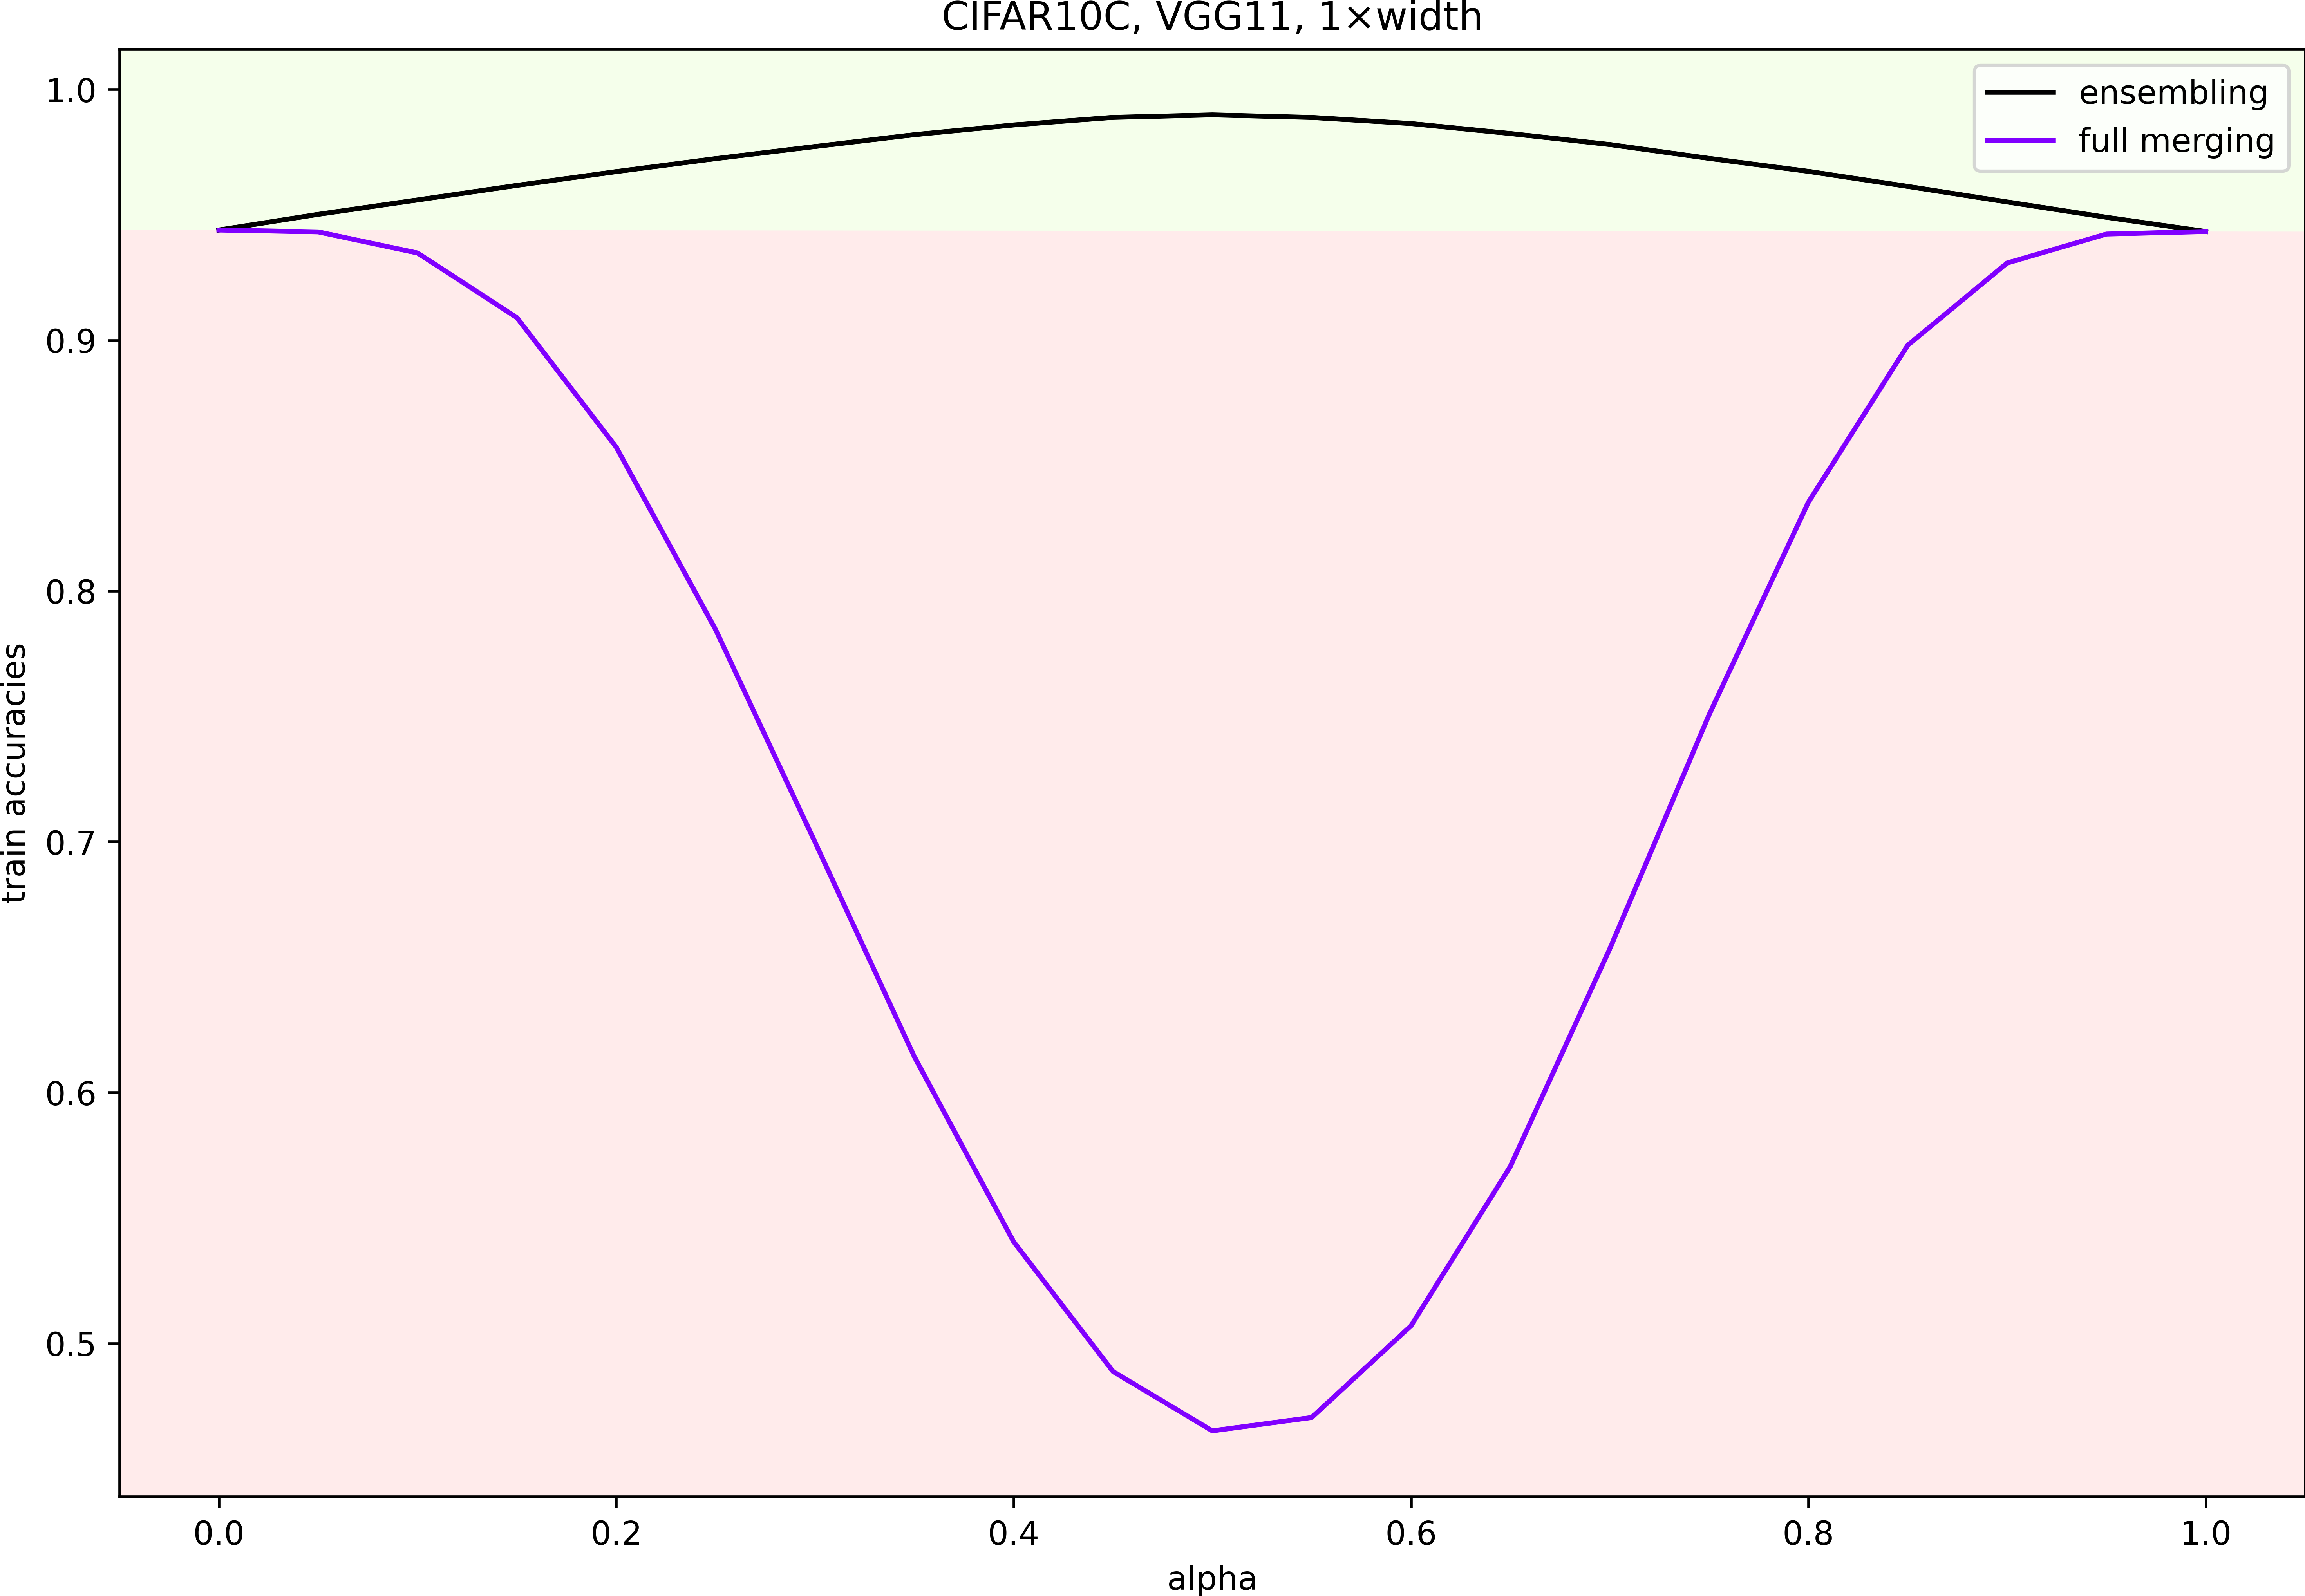 CIFAR10C, VGG11, 1×width
ensembling
full merging
1.0
0.9
0.8
0.7
0.6
0.5
train accuracies
0.0 0.2 0.4 0.6 0.8 1.0
alpha